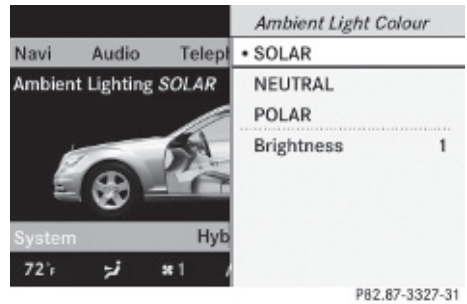 Ambient Light Colour
Navi Audio Teleph
• SOLAR
Ambient Lighting SOLAR
NEUTRAL
POLAR
Brightness 1
System Hyb
72°F 1
P82.87-3327-31